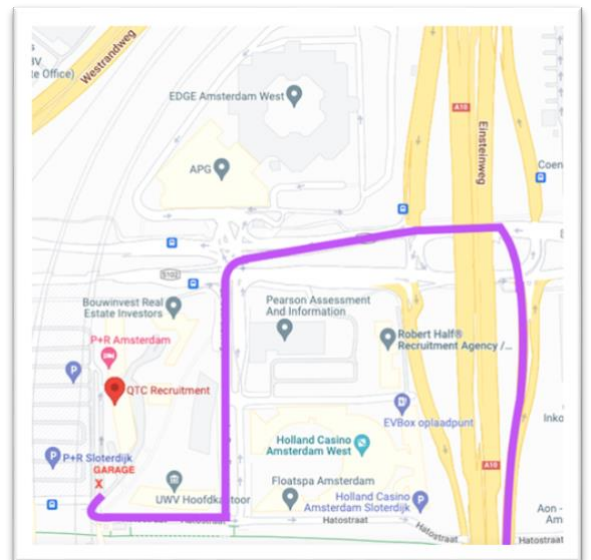 IV
te Office)
Westrandweg
EDGE Amsterdam West
A10
Einsteinweg
APG
Coen
S102
Bouwinvest Real
Estate Investors
Pearson Assessment
And Information
P+R Amsterdam
Robert Half®
Recruitment Agency /...
P
QTC Recruitment
EVBox oplaadpunt
Inko
Holland Casino
Amsterdam West
P
P+R Sloterdijk
GARAGE
X
A10
UWV Hoofdkantoor
Floatspa Amsterdam
Holland Casino
Amsterdam Sloterdijk
P
Aon -
Am
Hatostraat
Hatostraat
Hatostraat